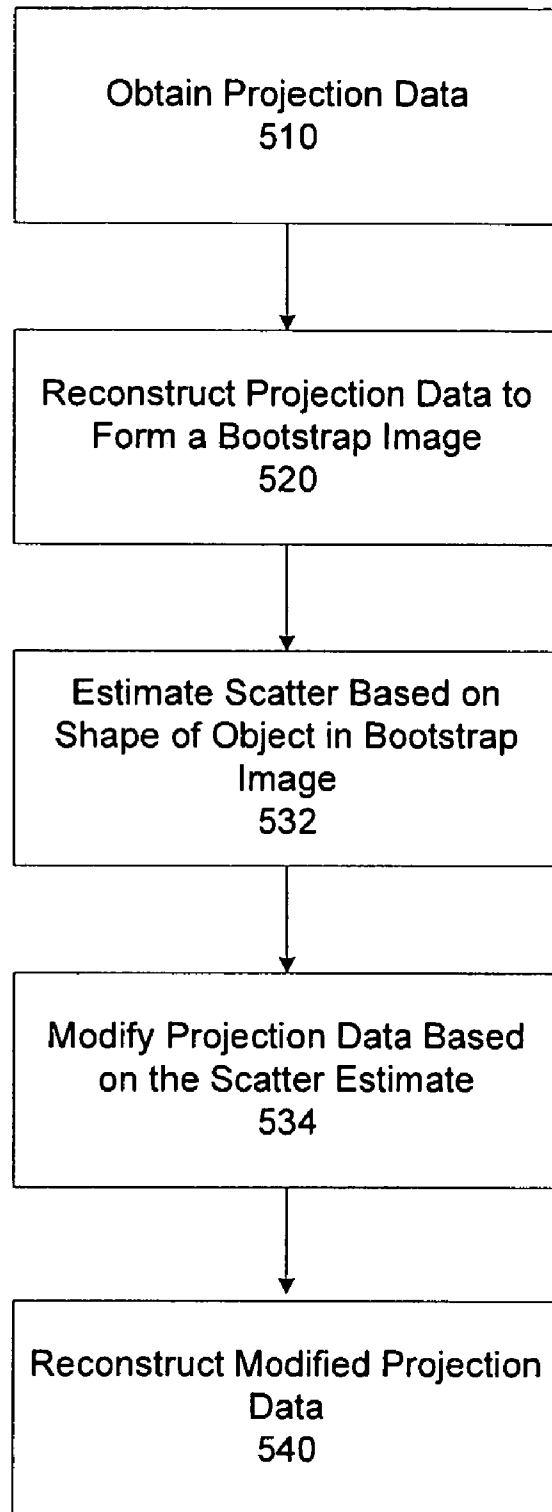 Obtain Projection Data
510
Reconstruct Projection Data to
Form a Bootstrap Image
520
Estimate Scatter Based on
Shape of Object in Bootstrap
Image
532
Modify Projection Data Based
on the Scatter Estimate
534
Reconstruct Modified Projection
Data
540